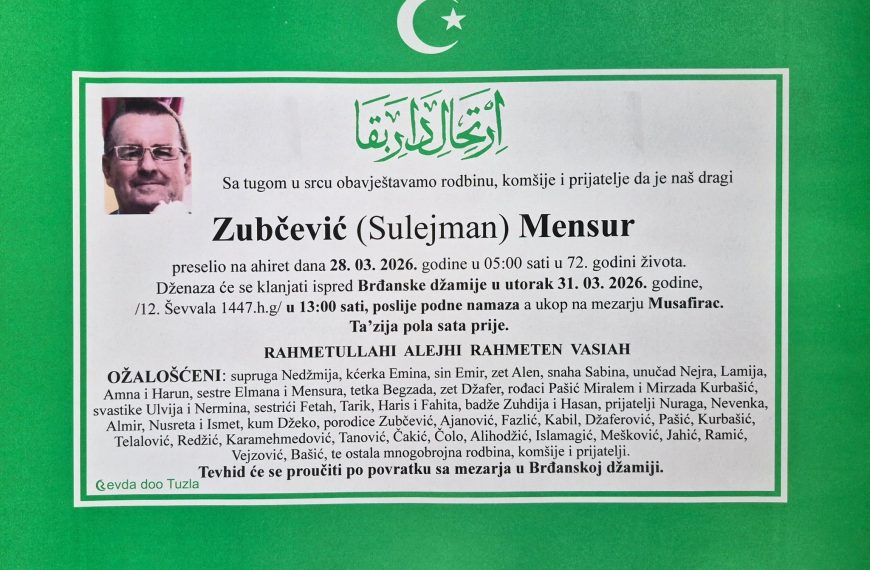 اِرْتِحَالِ دَارِ بَقَا
Sa tugom u srcu obavještavamo rodbinu, komšije i prijatelje da je naš dragi
Zubčević (Sulejman) Mensur
preselio na ahiret dana 28. 03. 2026. godine u 05:00 sati u 72. godini života.
Dženaza će se klanjati ispred Brđanske džamije u utorak 31. 03. 2026. godine,
/12. Ševvala 1447.h.g/ u 13:00 sati, poslije podne namaza a ukop na mezarju Musafirac.
Ta’zija pola sata prije.
RAHMETULLAHI ALEJHI RAHMETEN VASIAH
OŽALOŠĆENI: supruga Nedžmija, kćerka Emina, sin Emir, zet Alen, snaha Sabina, unučad Nejra, Lamija,
Amna i Harun, sestre Elmana i Mensura, tetka Begzada, zet Džafer, rođaci Pašić Miralem i Mirzada Kurbašić,
svastike Ulvija i Nermina, sestrići Fetah, Tarik, Haris i Fahita, badže Zuhdija i Hasan, prijatelji Nuraga, Nevenka,
Almir, Nusreta i Ismet, kum Džeko, porodice Zubčević, Ajanović, Fazlić, Kabil, Džaferović, Pašić, Kurbašić,
Telalović, Redžić, Karamehmedović, Tanović, Čakić, Čolo, Alihodžić, Islamagić, Mešković, Jahić, Ramić,
Vejzović, Bašić, te ostala mnogobrojna rodbina, komšije i prijatelji.
Tevhid će se proučiti po povratku sa mezarja u Brđanskoj džamiji.
evda doo Tuzla